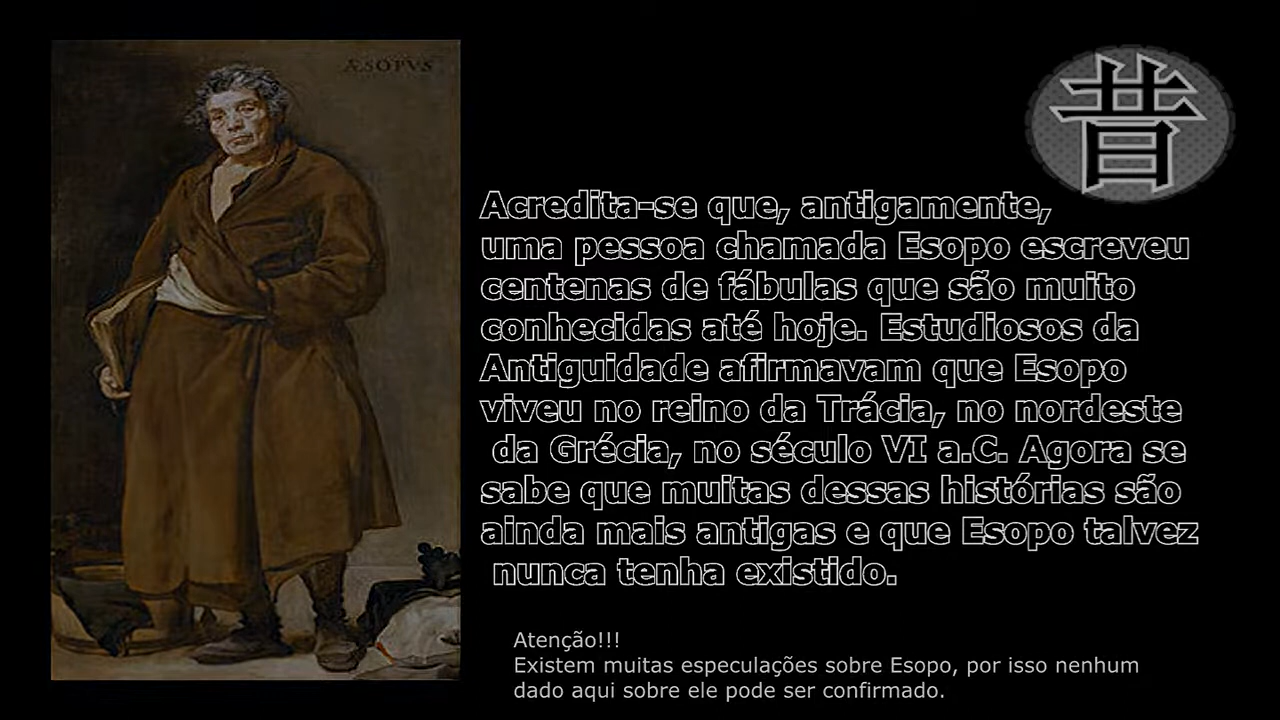 ÆSOPVS
昔
Acredita-se que, antigamente,
uma pessoa chamada Esopo escreveu
centenas de fábulas que são muito
conhecidas até hoje. Estudiosos da
Antiguidade afirmavam que Esopo
viveu no reino da Trácia, no nordeste
da Grécia, no século VI a.C. Agora se
sabe que muitas dessas histórias são
ainda mais antigas e que Esopo talvez
nunca tenha existido.
Atenção!!!
Existem muitas especulações sobre Esopo, por isso nenhum
dado aqui sobre ele pode ser confirmado.